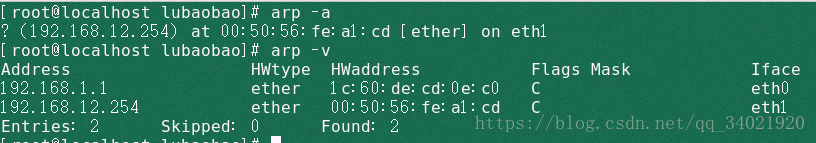 [root@localhost lubaobao]# arp -a
? (192.168.12.254) at 00:50:56:fe:a1:cd [ether] on eth1
[root@localhost lubaobao]# arp -v
Address HWtype HWaddress Flags Mask Iface
192.168.1.1 ether 1c:60:de:cd:0e:c0 C eth0
192.168.12.254 ether 00:50:56:fe:a1:cd C eth1
Entries: 2 Skipped: 0 Found: 2
[root@localhost lubaobao]#
https://blog.csdn.net/qq_34021920